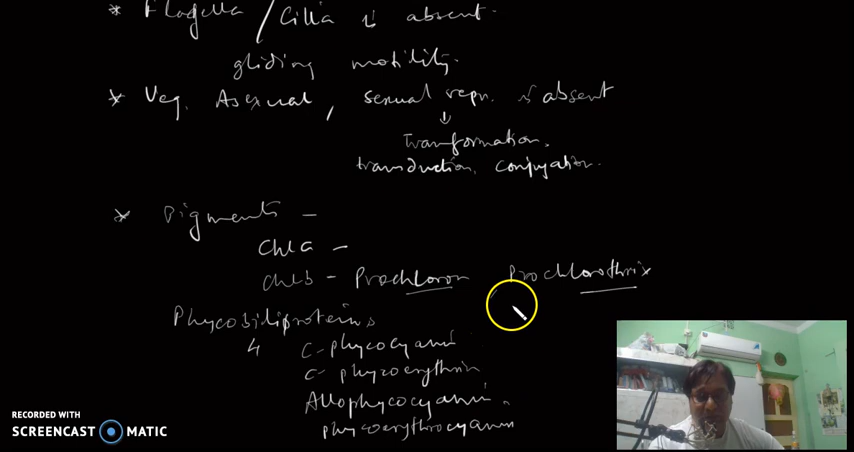 * Flagella / Cilia is absent.
gliding motility.
* Veg. Asexual, sexual repr. is absent
↓
Transformation,
transduction, conjugation.
* Pigments –
Chl a –
chl b – Prochloron Prochlorothrix
Phycobiliproteins
4 c-phycocyanin
c-phycoerythrin
Allophycocyanin,
phycoerythrocyanin
RECORDED WITH
SCREENCAST MATIC